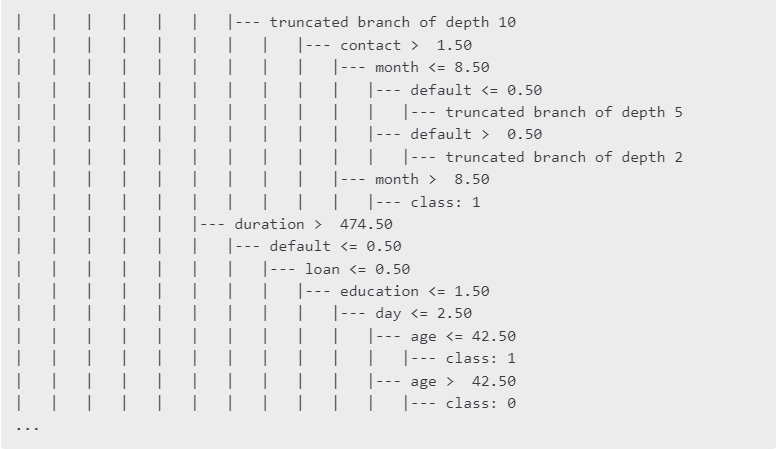 |   |   |   |   |   |   |--- truncated branch of depth 10
|   |   |   |   |   |   |   |   |--- contact >  1.50
|   |   |   |   |   |   |   |   |   |--- month <= 8.50
|   |   |   |   |   |   |   |   |   |   |--- default <= 0.50
|   |   |   |   |   |   |   |   |   |   |   |--- truncated branch of depth 5
|   |   |   |   |   |   |   |   |   |   |--- default >  0.50
|   |   |   |   |   |   |   |   |   |   |   |--- truncated branch of depth 2
|   |   |   |   |   |   |   |   |   |--- month >  8.50
|   |   |   |   |   |   |   |   |   |   |--- class: 1
|   |   |   |   |   |--- duration >  474.50
|   |   |   |   |   |   |--- default <= 0.50
|   |   |   |   |   |   |   |--- loan <= 0.50
|   |   |   |   |   |   |   |   |--- education <= 1.50
|   |   |   |   |   |   |   |   |   |--- day <= 2.50
|   |   |   |   |   |   |   |   |   |   |--- age <= 42.50
|   |   |   |   |   |   |   |   |   |   |   |--- class: 1
|   |   |   |   |   |   |   |   |   |   |--- age >  42.50
|   |   |   |   |   |   |   |   |   |   |   |--- class: 0
...